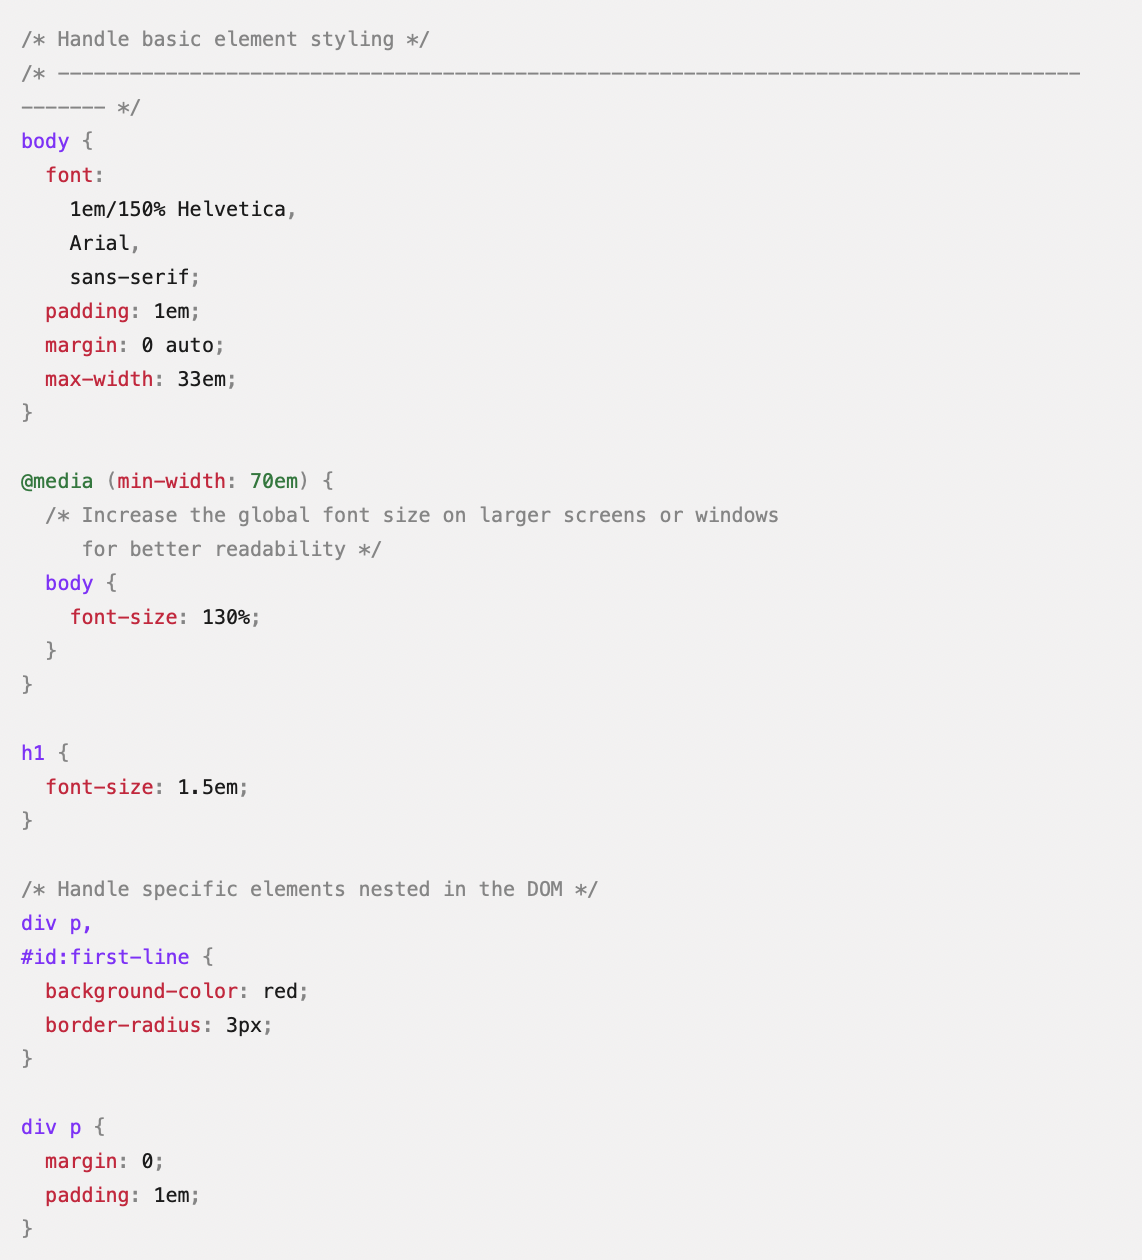 /* Handle basic element styling */
/* -------------------------------------------------------------------------------------
------- */
body {
  font:
    1em/150% Helvetica,
    Arial,
    sans-serif;
  padding: 1em;
  margin: 0 auto;
  max-width: 33em;
}

@media (min-width: 70em) {
  /* Increase the global font size on larger screens or windows
     for better readability */
  body {
    font-size: 130%;
  }
}

h1 {
  font-size: 1.5em;
}

/* Handle specific elements nested in the DOM */
div p,
#id:first-line {
  background-color: red;
  border-radius: 3px;
}

div p {
  margin: 0;
  padding: 1em;
}